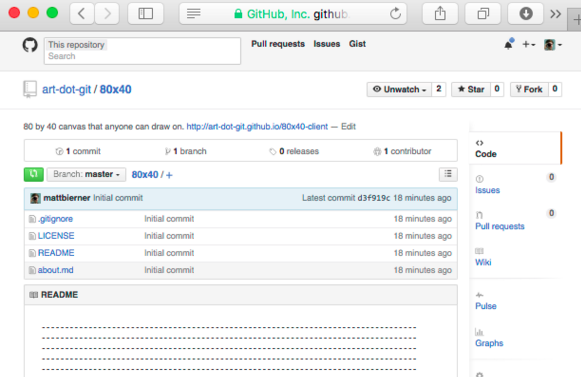 GitHub, Inc. github.
This repository
Search
Pull requests Issues Gist
art-dot-git / 80x40
Unwatch 2 Star 0 Fork 0
80 by 40 canvas that anyone can draw on. http://art-dot-git.github.io/80x40-client — Edit
1 commit 1 branch 0 releases 1 contributor
Branch: master 80x40 / +
mattbierner Initial commit Latest commit d3f919c 18 minutes ago
.gitignore Initial commit 18 minutes ago
LICENSE Initial commit 18 minutes ago
README Initial commit 18 minutes ago
about.md Initial commit 18 minutes ago
README
Code
Issues 0
Pull requests 0
Wiki
Pulse
Graphs